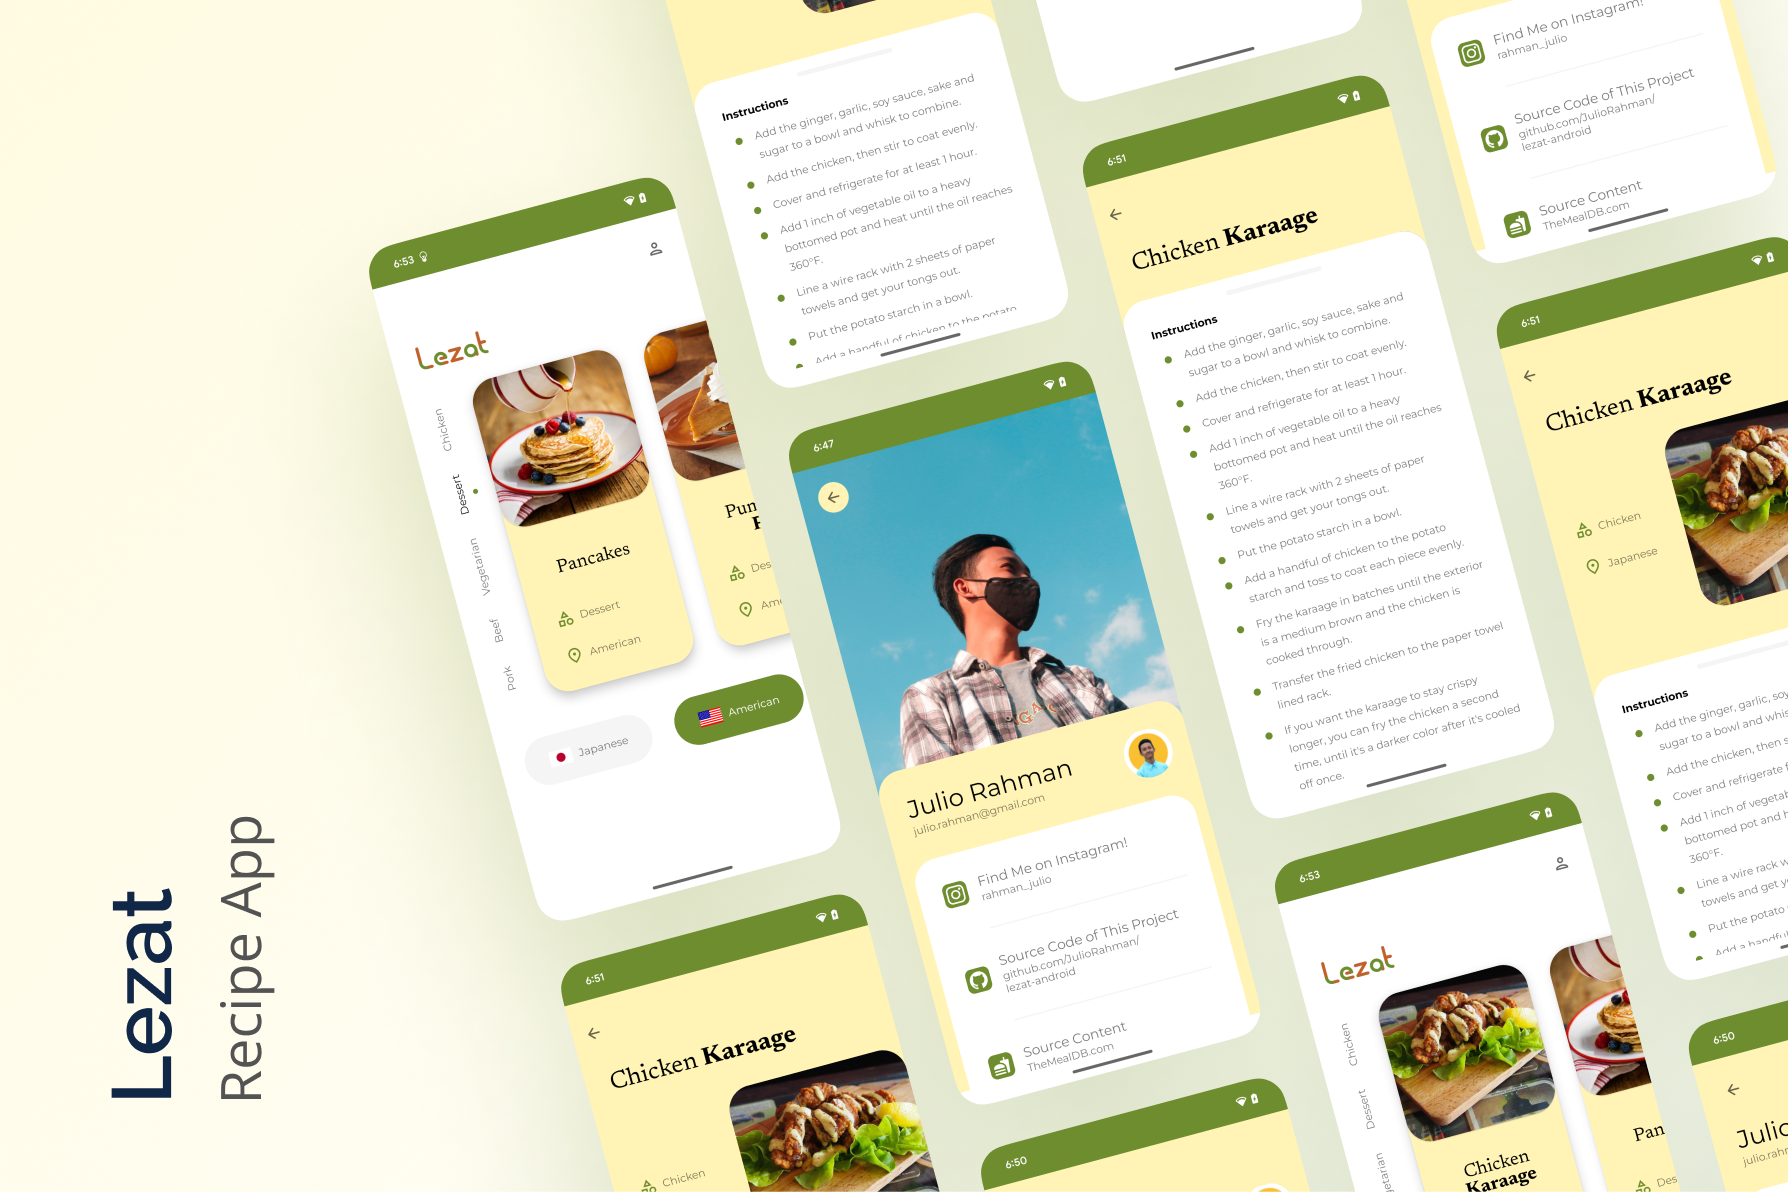 Lezat
Recipe App
6:53
Lezat
Chicken
Dessert
Vegetarian
Beef
Pork
Pancakes
Dessert
American
Pum
Des
Ame
Japanese
American
Instructions
Add the ginger, garlic, soy sauce, sake and
sugar to a bowl and whisk to combine.
Add the chicken, then stir to coat evenly.
Cover and refrigerate for at least 1 hour.
Add 1 inch of vegetable oil to a heavy
bottomed pot and heat until the oil reaches
360°F.
Line a wire rack with 2 sheets of paper
towels and get your tongs out.
Put the potato starch in a bowl.
Add a handful of chicken to the potato
6:47
Julio Rahman
julio.rahman@gmail.com
Find Me on Instagram!
rahman_julio
Source Code of This Project
github.com/JulioRahman/
lezat-android
Source Content
TheMealDB.com
6:51
Chicken Karaage
Chicken
6:51
Chicken Karaage
Instructions
Add the ginger, garlic, soy sauce, sake and
sugar to a bowl and whisk to combine.
Add the chicken, then stir to coat evenly.
Cover and refrigerate for at least 1 hour.
Add 1 inch of vegetable oil to a heavy
bottomed pot and heat until the oil reaches
360°F.
Line a wire rack with 2 sheets of paper
towels and get your tongs out.
Put the potato starch in a bowl.
Add a handful of chicken to the potato
starch and toss to coat each piece evenly.
Fry the karaage in batches until the exterior
is a medium brown and the chicken is
cooked through.
Transfer the fried chicken to the paper towel
lined rack.
If you want the karaage to stay crispy
longer, you can fry the chicken a second
time, until it's a darker color after it's cooled
off once.
6:50
Find Me on Instagram!
rahman_julio
Source Code of This Project
github.com/JulioRahman/
lezat-android
Source Content
TheMealDB.com
6:53
Lezat
Chicken
Dessert
getarian
Chicken
Karaage
Pan
Des
6:51
Chicken Karaage
Chicken
Japanese
Instructions
Add the ginger, garlic, soy
sugar to a bowl and whis
Add the chicken, then s
Cover and refrigerate f
Add 1 inch of vegetab
bottomed pot and h
360°F.
Line a wire rack w
towels and get y
Put the potato
Add a handful
6:50
Julio
julio.rahm